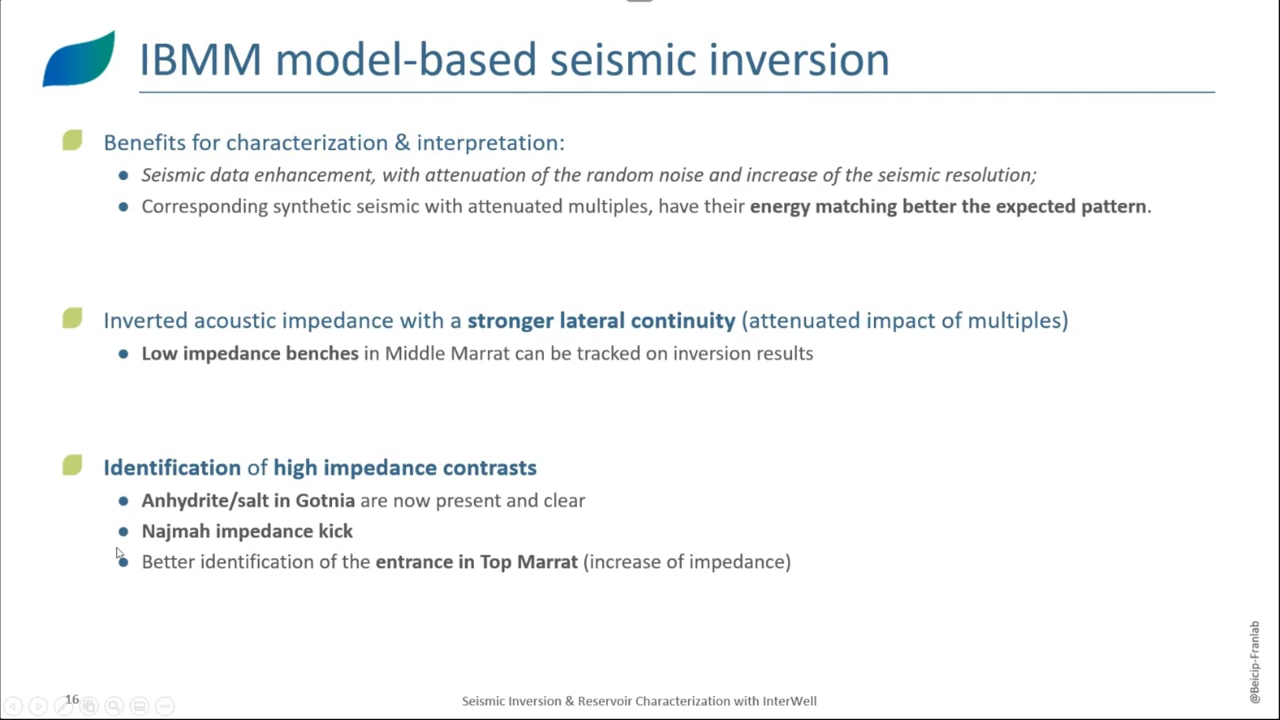 IBMM model-based seismic inversion
Benefits for characterization & interpretation:
Seismic data enhancement, with attenuation of the random noise and increase of the seismic resolution;
Corresponding synthetic seismic with attenuated multiples, have their energy matching better the expected pattern.
Inverted acoustic impedance with a stronger lateral continuity (attenuated impact of multiples)
Low impedance benches in Middle Marrat can be tracked on inversion results
Identification of high impedance contrasts
Anhydrite/salt in Gotnia are now present and clear
Najmah impedance kick
Better identification of the entrance in Top Marrat (increase of impedance)
@Beicip-Franlab
16
Seismic Inversion & Reservoir Characterization with InterWell